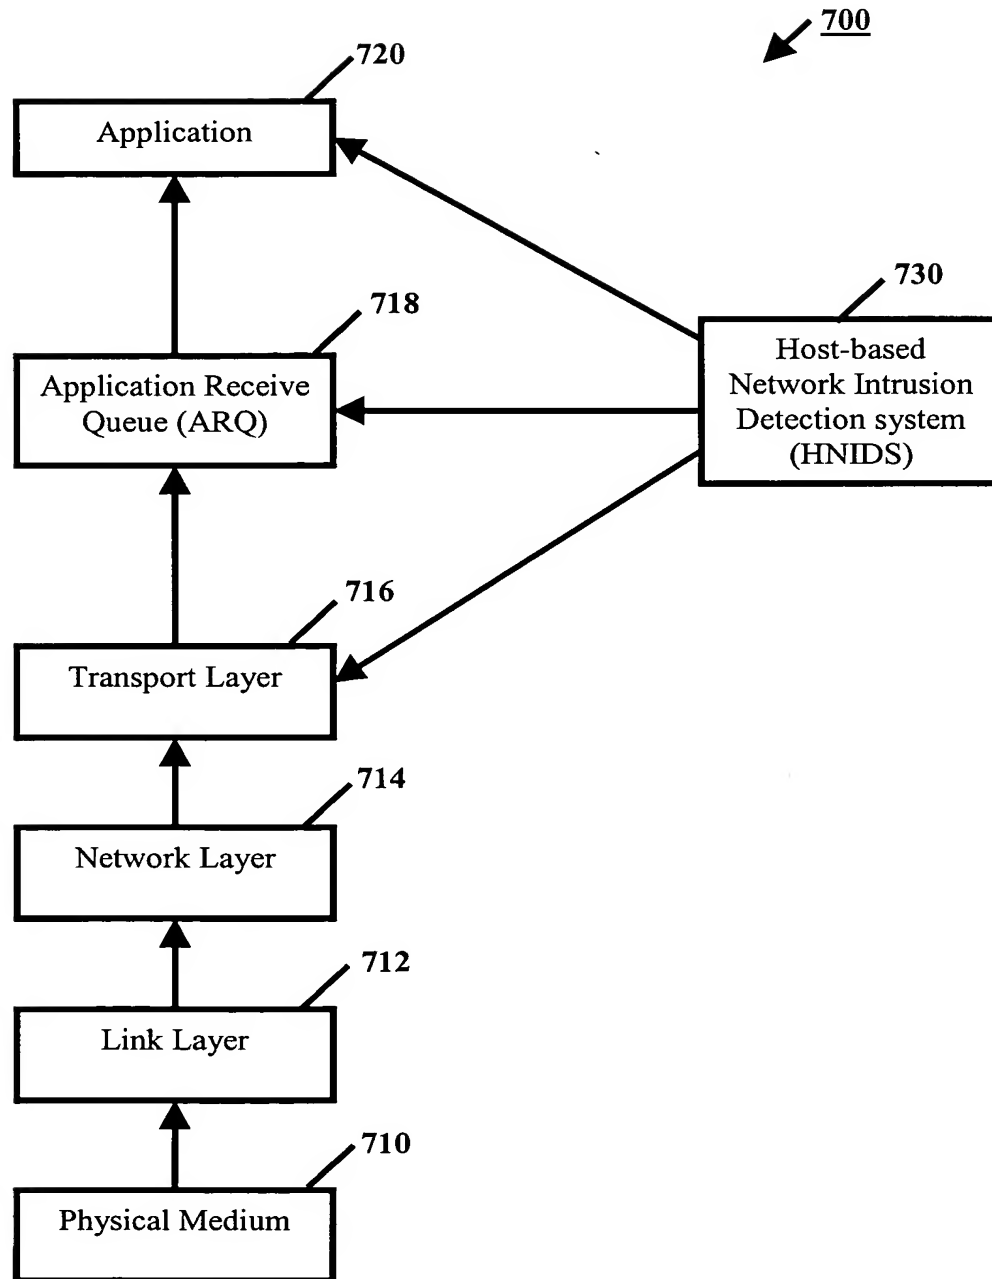 700
720
Application
730
Host-based
Network Intrusion
Detection system
(HNIDS)
718
Application Receive
Queue (ARQ)
716
Transport Layer
714
Network Layer
712
Link Layer
710
Physical Medium